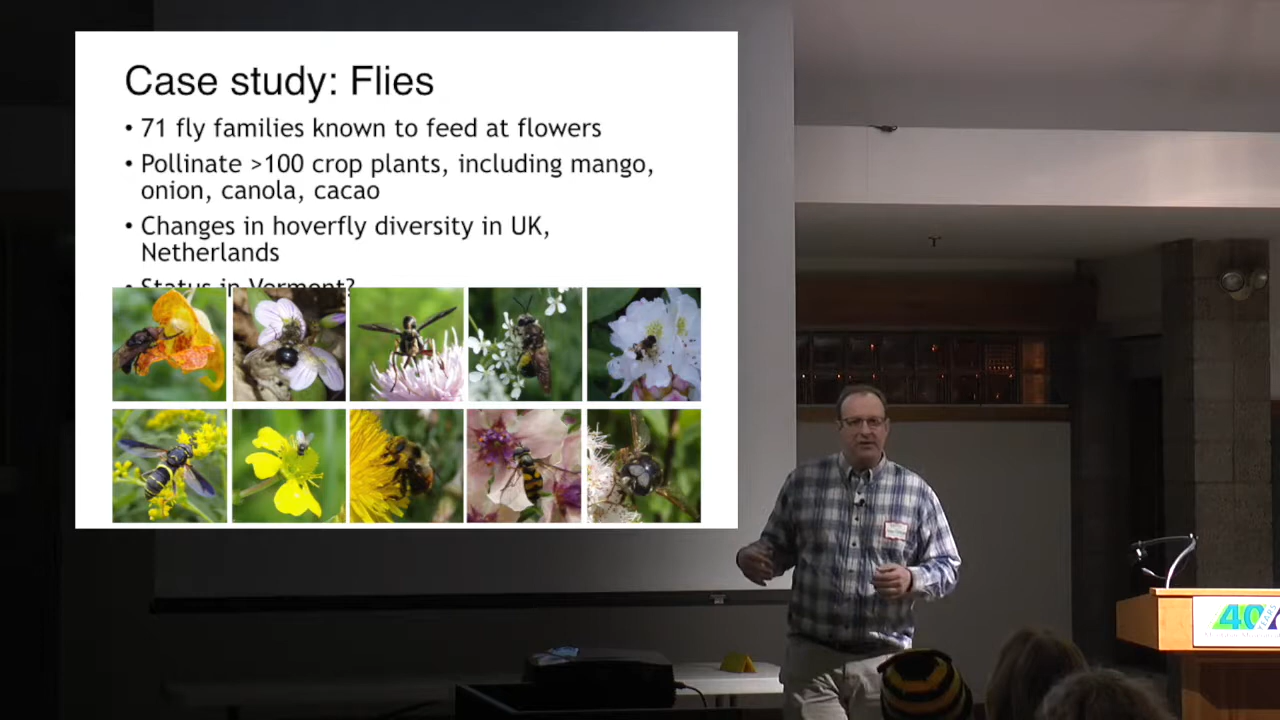 Case study: Flies
• 71 fly families known to feed at flowers
• Pollinate >100 crop plants, including mango,
onion, canola, cacao
• Changes in hoverfly diversity in UK,
Netherlands
• Status in Vermont?
40
YEARS